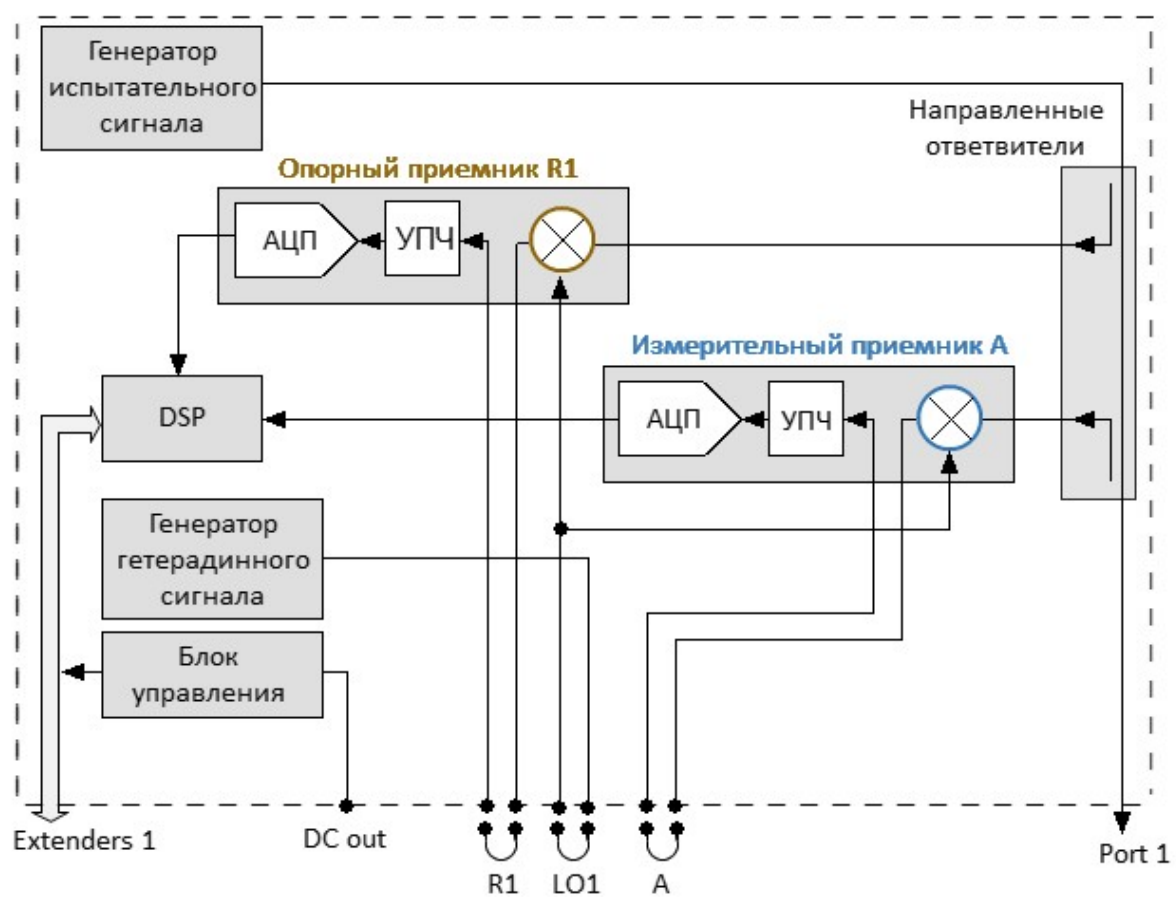 Генератор
испытательного
сигнала
Направленные
ответвители
Опорный приемник R1
АЦП
УПЧ
Измерительный приемник А
АЦП
УПЧ
DSP
Генератор
гетерадинного
сигнала
Блок
управления
Extenders 1
DC out
R1
LO1
A
Port 1